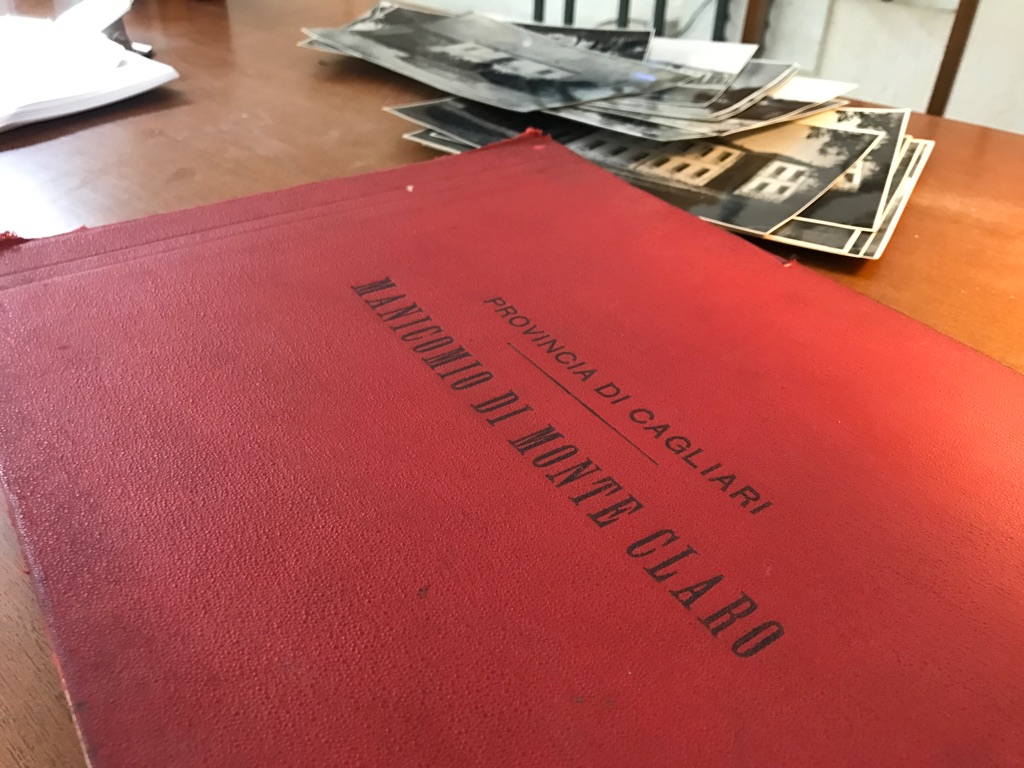 PROVINCIA DI CAGLIARI
MANICOMIO DI MONTE CLARO